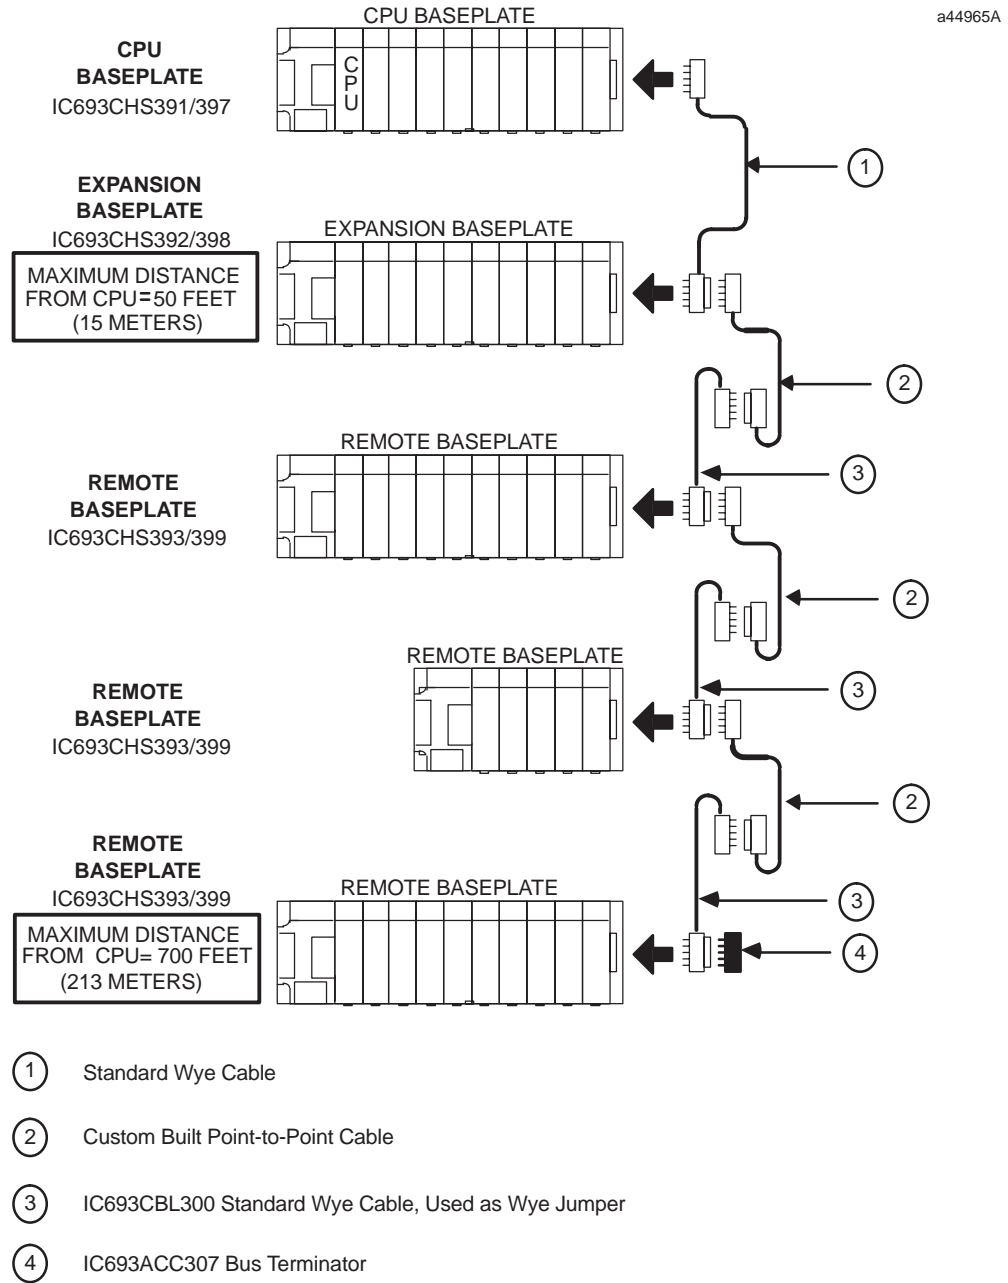 CPU BASEPLATE
a44965A
CPU
BASEPLATE
IC693CHS391/397
CPU
1
EXPANSION
BASEPLATE
IC693CHS392/398
EXPANSION BASEPLATE
MAXIMUM DISTANCE
FROM CPU=50 FEET
(15 METERS)
2
REMOTE BASEPLATE
3
REMOTE
BASEPLATE
IC693CHS393/399
2
REMOTE BASEPLATE
3
REMOTE
BASEPLATE
IC693CHS393/399
2
REMOTE
BASEPLATE
IC693CHS393/399
REMOTE BASEPLATE
3
MAXIMUM DISTANCE
FROM CPU= 700 FEET
(213 METERS)
4
1 Standard Wye Cable
2 Custom Built Point-to-Point Cable
3 IC693CBL300 Standard Wye Cable, Used as Wye Jumper
4 IC693ACC307 Bus Terminator